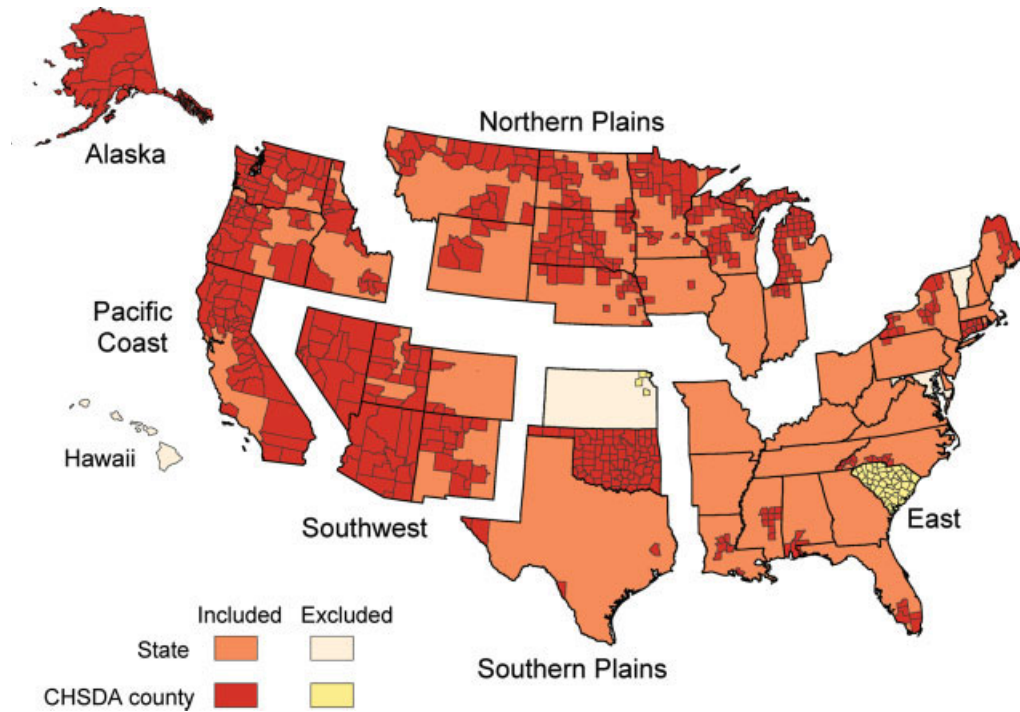 Northern Plains
Alaska
Pacific
Coast
Hawaii
Southwest
East
Southern Plains
Included Excluded
State
CHSDA county